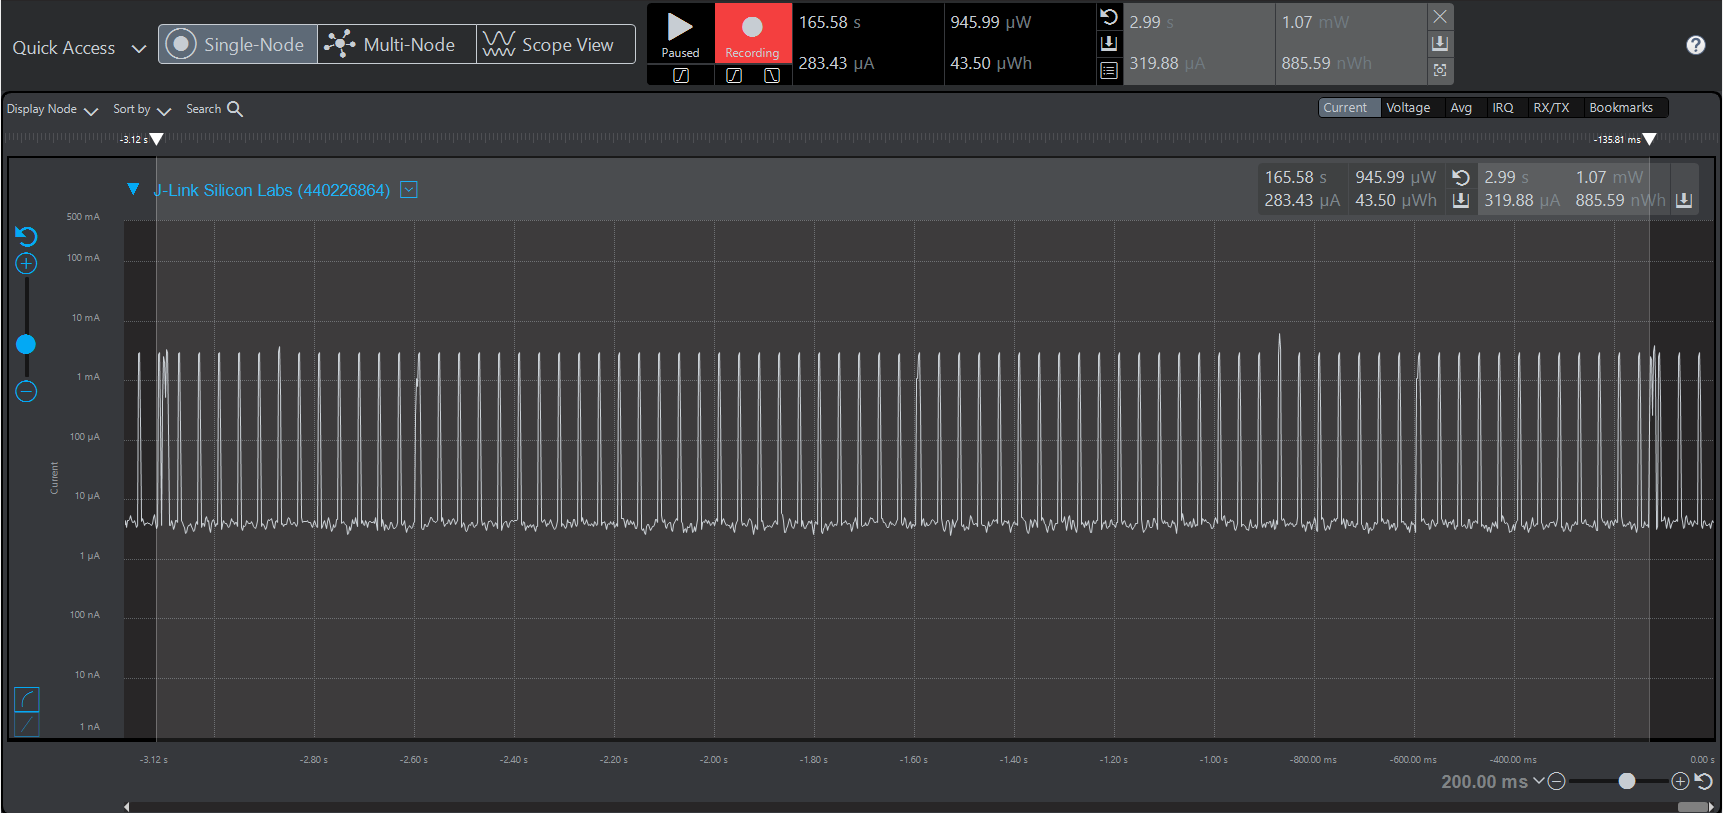 Quick Access
Single-Node
Multi-Node
Scope View
Paused
Recording
165.58 s
945.99 µW
283.43 µA
43.50 µWh
2.99 s
1.07 mW
319.88 µA
885.59 nWh
Display Node
Sort by
Search
Current
Voltage
Avg
IRQ
RX/TX
Bookmarks
-3.12 s
-135.81 ms
J-Link Silicon Labs (440226864)
165.58 s
945.99 µW
2.99 s
1.07 mW
283.43 µA
43.50 µWh
319.88 µA
885.59 nWh
500 mA
100 mA
10 mA
1 mA
100 µA
10 µA
1 µA
100 nA
10 nA
1 nA
Current
-3.12 s
-2.80 s
-2.60 s
-2.40 s
-2.20 s
-2.00 s
-1.80 s
-1.60 s
-1.40 s
-1.20 s
-1.00 s
-800.00 ms
-600.00 ms
-400.00 ms
0.00 s
200.00 ms